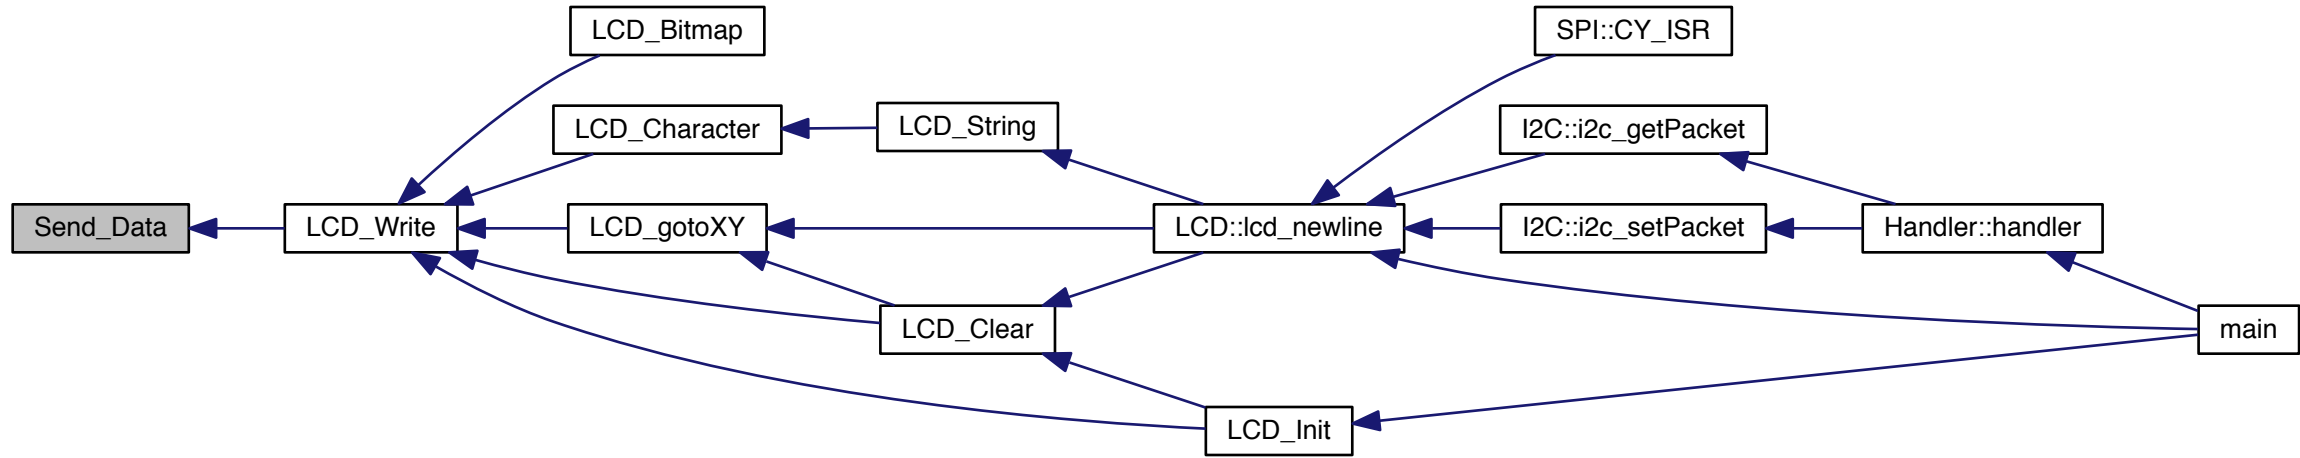 LCD_Bitmap
SPI::CY_ISR
LCD_Character
LCD_String
I2C::i2c_getPacket
Send_Data
LCD_Write
LCD_gotoXY
LCD::lcd_newline
I2C::i2c_setPacket
Handler::handler
LCD_Clear
main
LCD_Init